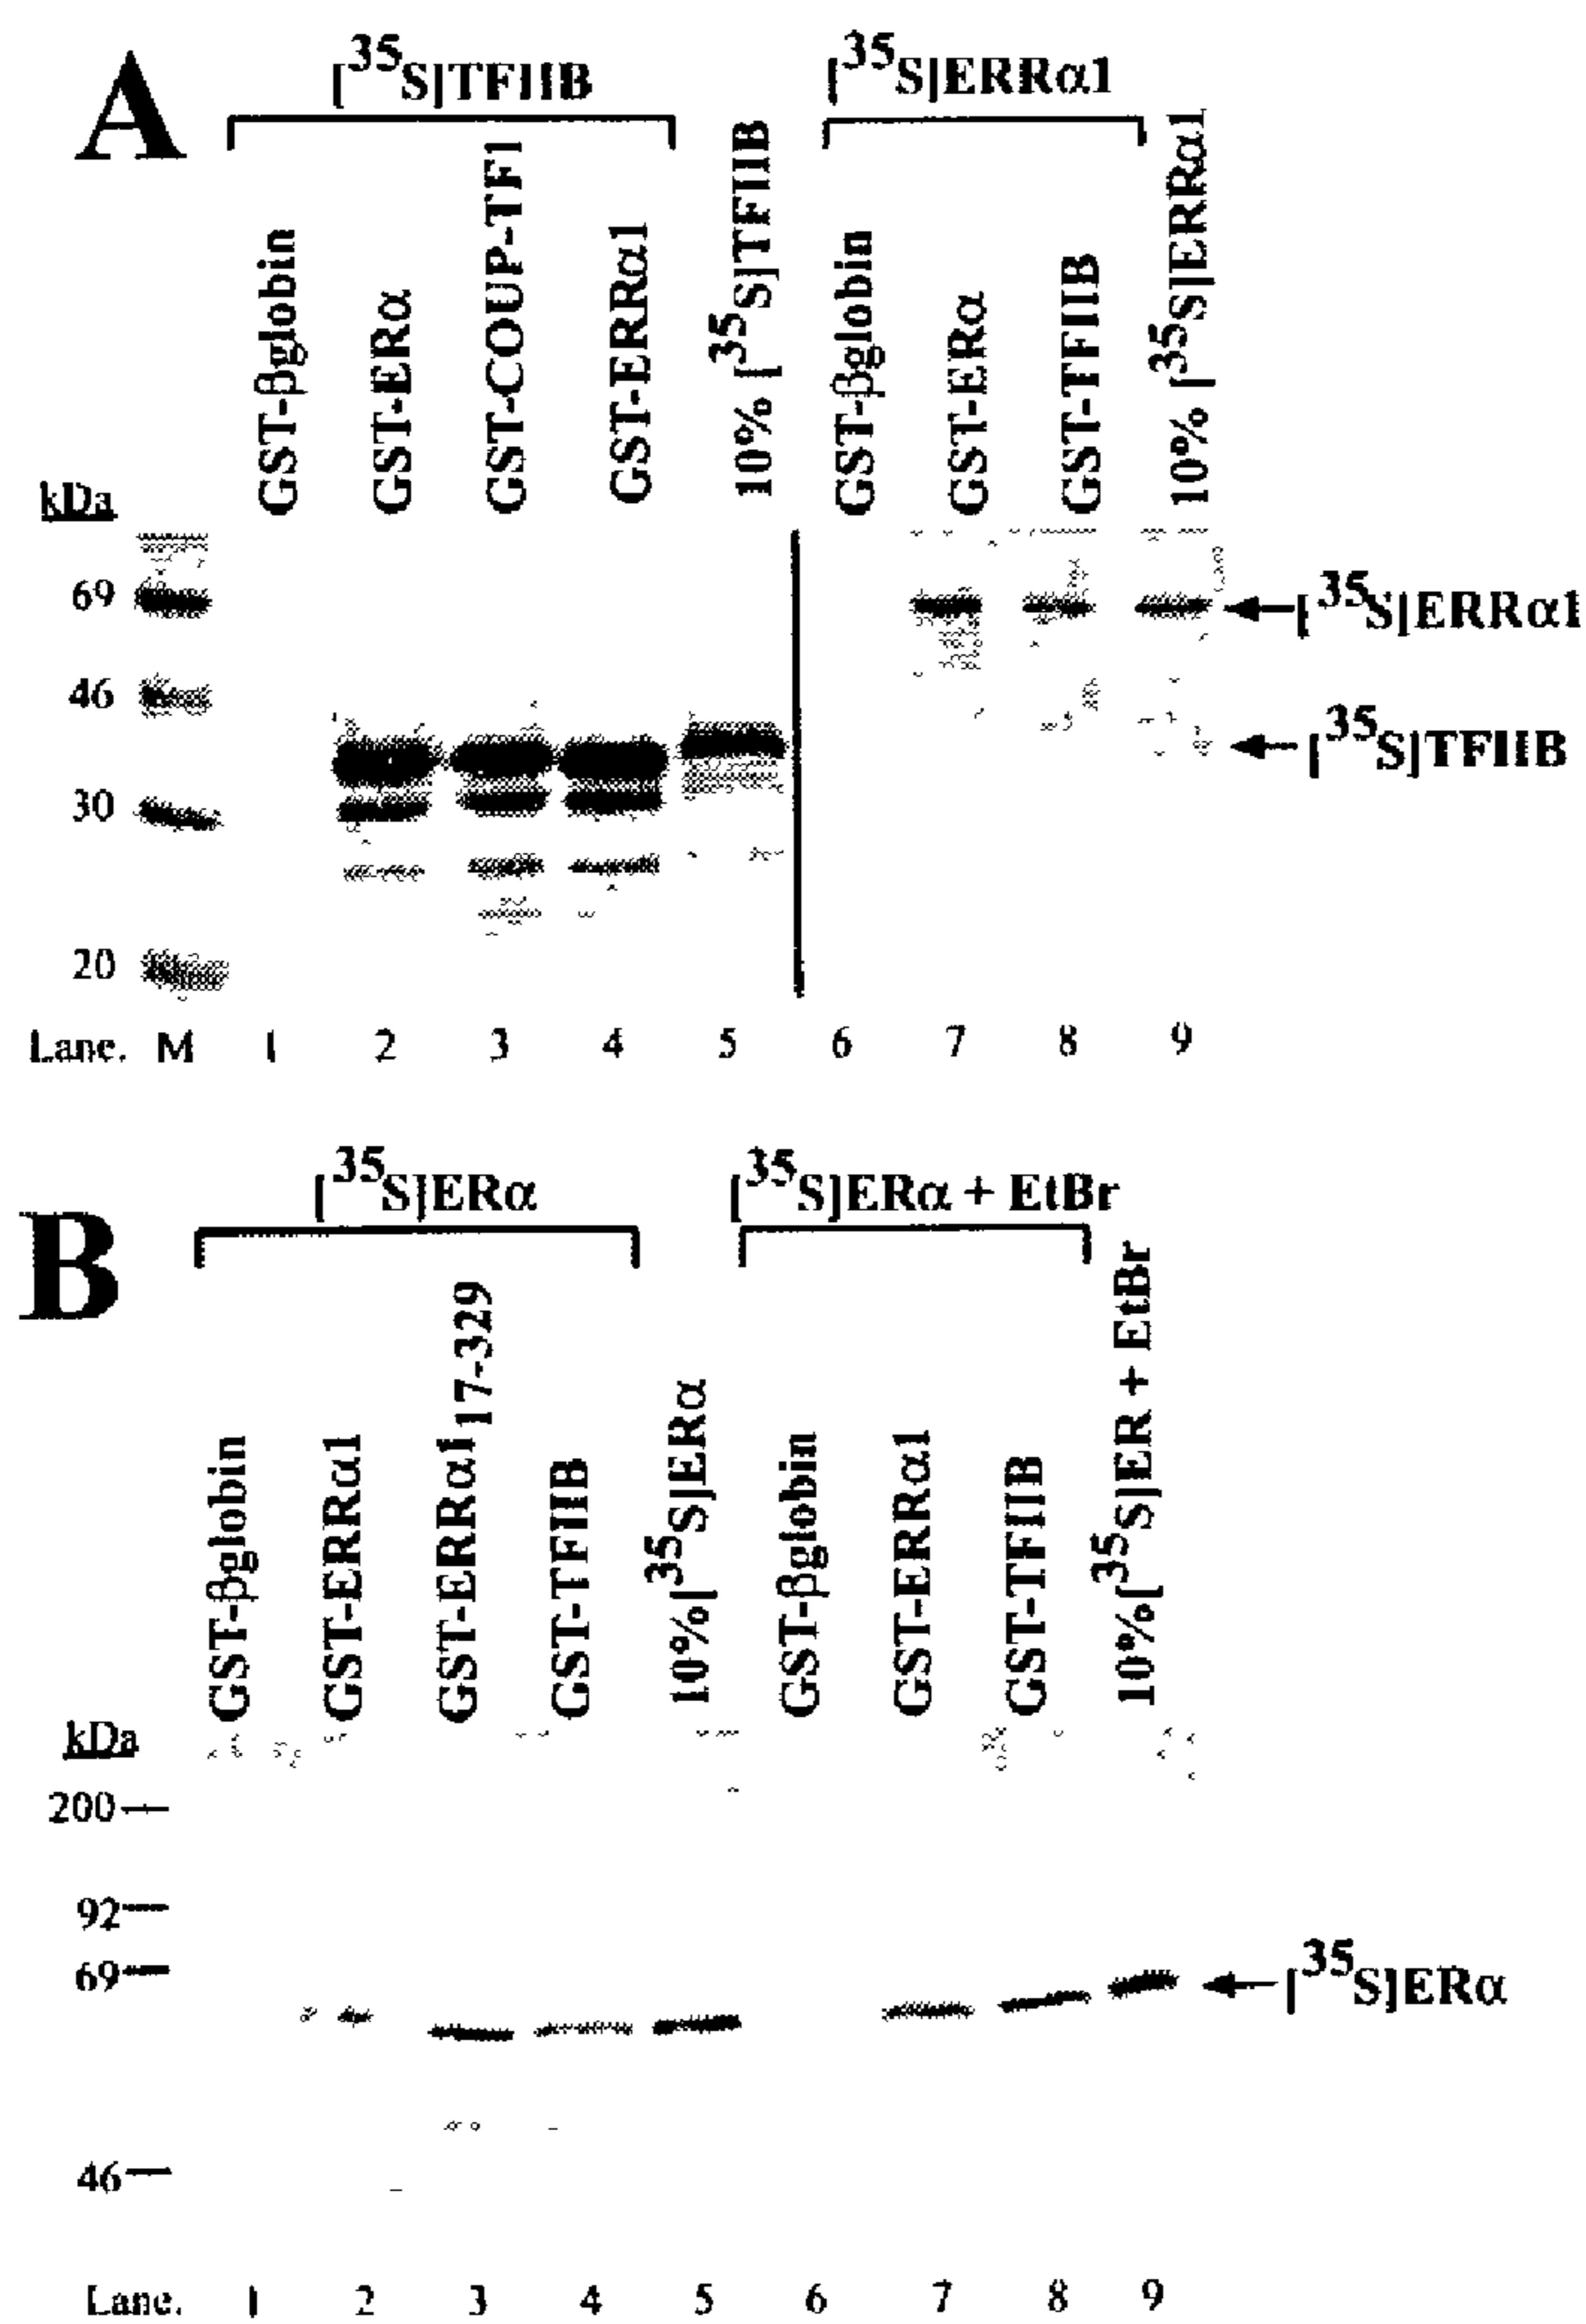 A
[35S]TFIIB
[35S]ERRα1
GST-βglobin
GST-ERα
GST-COUP-TF1
GST-ERRα1
10% [35S]TFIIB
GST-βglobin
GST-ERα
GST-TFIIB
10% [35S]ERRα1
kDa
69
46
30
20
[35S]ERRα1
[35S]TFIIB
Lane. M 1 2 3 4 5 6 7 8 9
B
[35S]ERα
[35S]ERα + EtBr
GST-βglobin
GST-ERRα1
GST-ERRα1 17-329
GST-TFIIB
10%[35S]ERα
GST-βglobin
GST-ERRα1
GST-TFIIB
10%[35S]ER + EtBr
kDa
200
92
69
46
[35S]ERα
Lane. 1 2 3 4 5 6 7 8 9